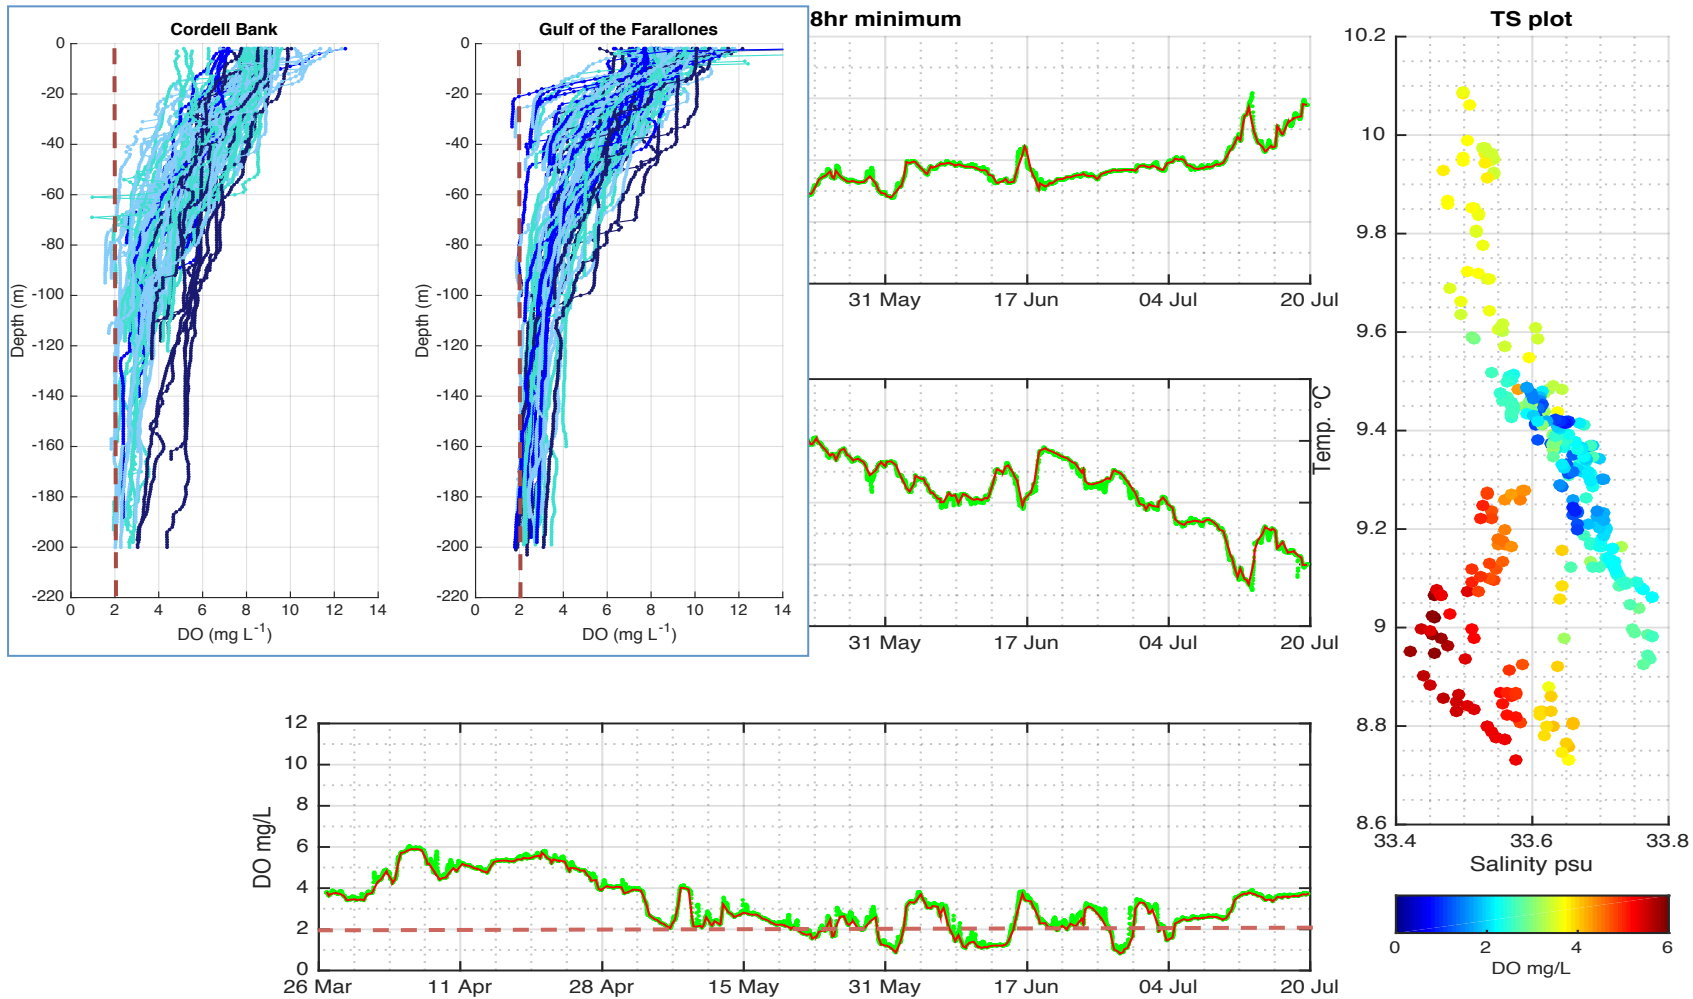 Cordell Bank
0
-20
-40
-60
-80
-100
-120
-140
-160
-180
-200
-220
Depth (m)
0 2 4 6 8 10 12 14
DO (mg L-1)
Gulf of the Farallones
0
-20
-40
-60
-80
-100
-120
-140
-160
-180
-200
-220
Depth (m)
0 2 4 6 8 10 12 14
DO (mg L-1)
8hr minimum
31 May 17 Jun 04 Jul 20 Jul
31 May 17 Jun 04 Jul 20 Jul
12
10
8
6
4
2
0
DO mg/L
26 Mar 11 Apr 28 Apr 15 May 31 May 17 Jun 04 Jul 20 Jul
TS plot
10.2
10
9.8
9.6
9.4
9.2
9
8.8
8.6
Temp. °C
33.4 33.6 33.8
Salinity psu
0 2 4 6
DO mg/L